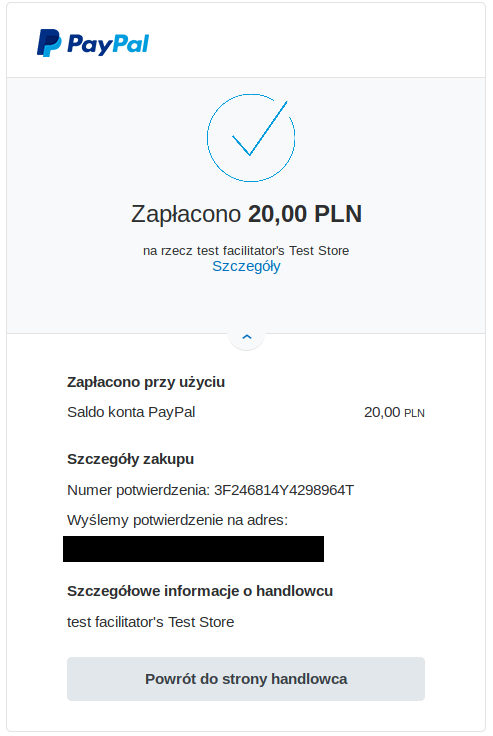 PayPal
Zapłacono 20,00 PLN
na rzecz test facilitator's Test Store
Szczegóły
Zapłacono przy użyciu
Saldo konta PayPal 20,00 PLN
Szczegóły zakupu
Numer potwierdzenia: 3F246814Y4298964T
Wyślemy potwierdzenie na adres:
Szczegółowe informacje o handlowcu
test facilitator's Test Store
Powrót do strony handlowca